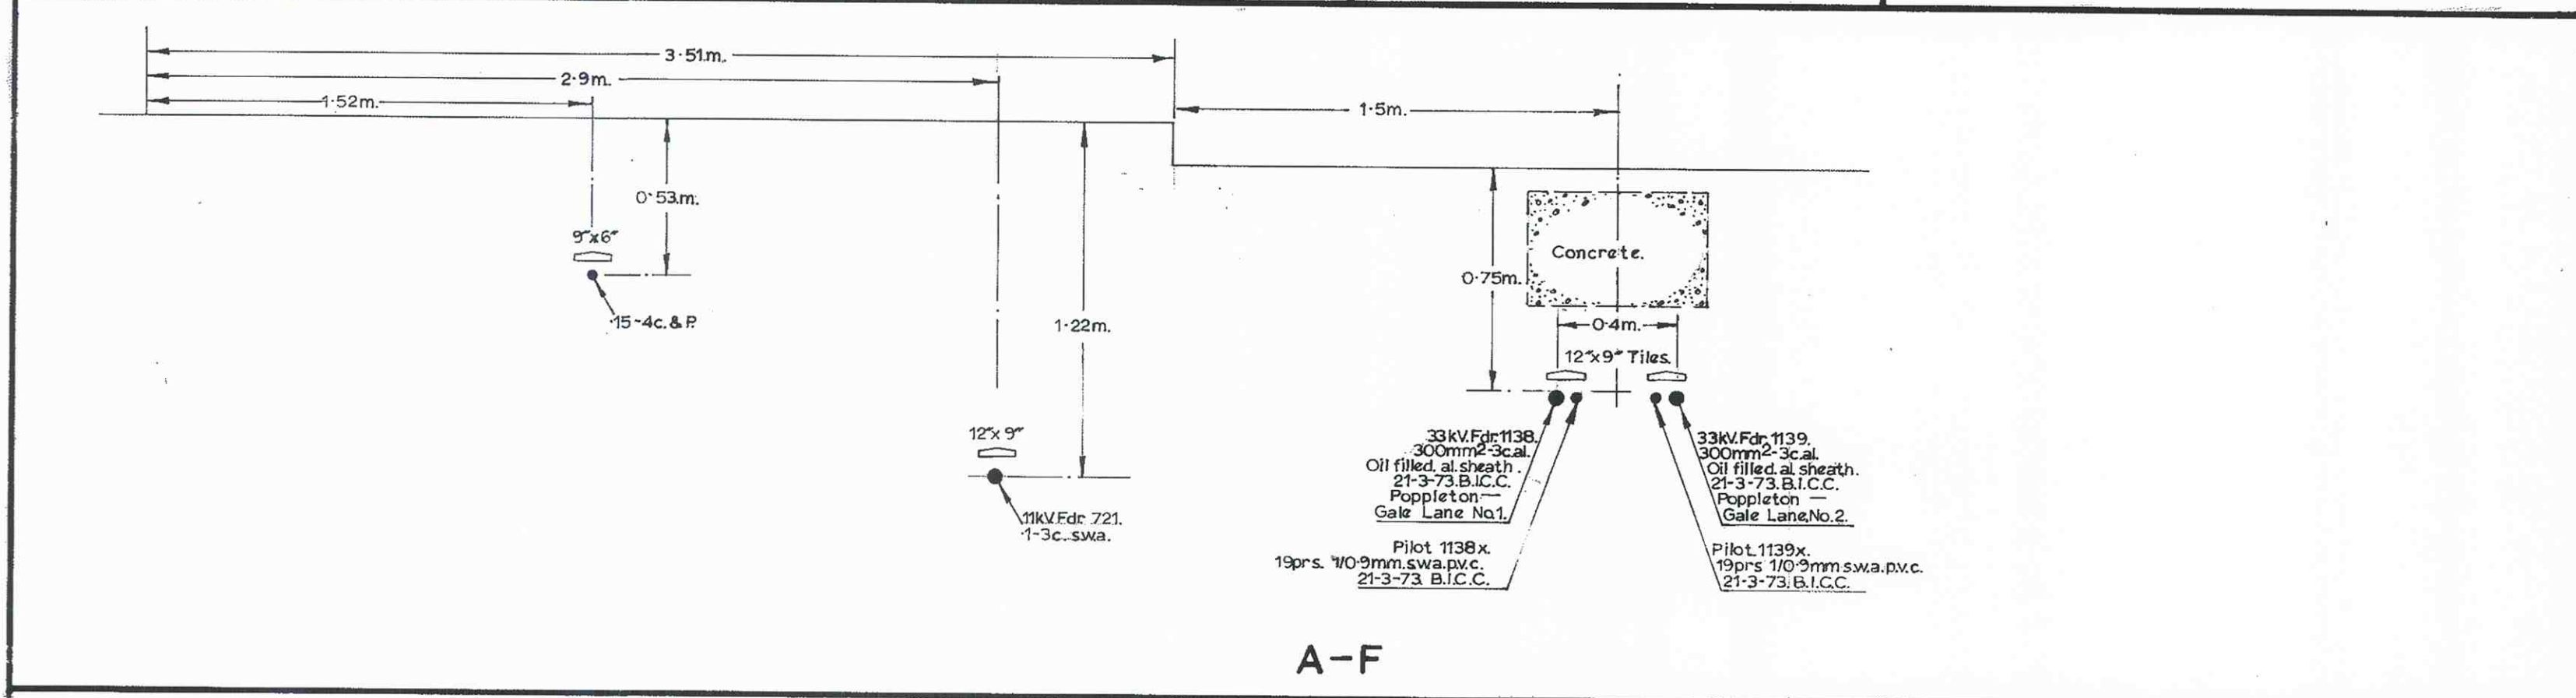 3·51m.
2·9m.
1·52m.
1·5m.
0·53.m.
9"x6"
·15-4c.& P.
1·22m.
12"x 9"
11kV.Fdr 721.
·1-3c.s.w.a.
Concrete.
0·75m.
0·4m.
12"x9" Tiles.
33kV.Fdr.1138.
300mm²-3c.al.
Oil filled.al.sheath.
21-3-73.B.I.C.C.
Poppleton—
Gale Lane No.1.
Pilot 1138x.
19prs. 1/0·9mm.s.w.a.p.v.c.
21-3-73. B.I.C.C.
33kV.Fdr.1139.
300mm²-3c.al.
Oil filled.al.sheath.
21-3-73.B.I.C.C.
Poppleton —
Gale Lane.No.2.
Pilot.1139x.
19prs 1/0·9mm s.w.a.p.v.c.
21-3-73.B.I.C.C.
A-F